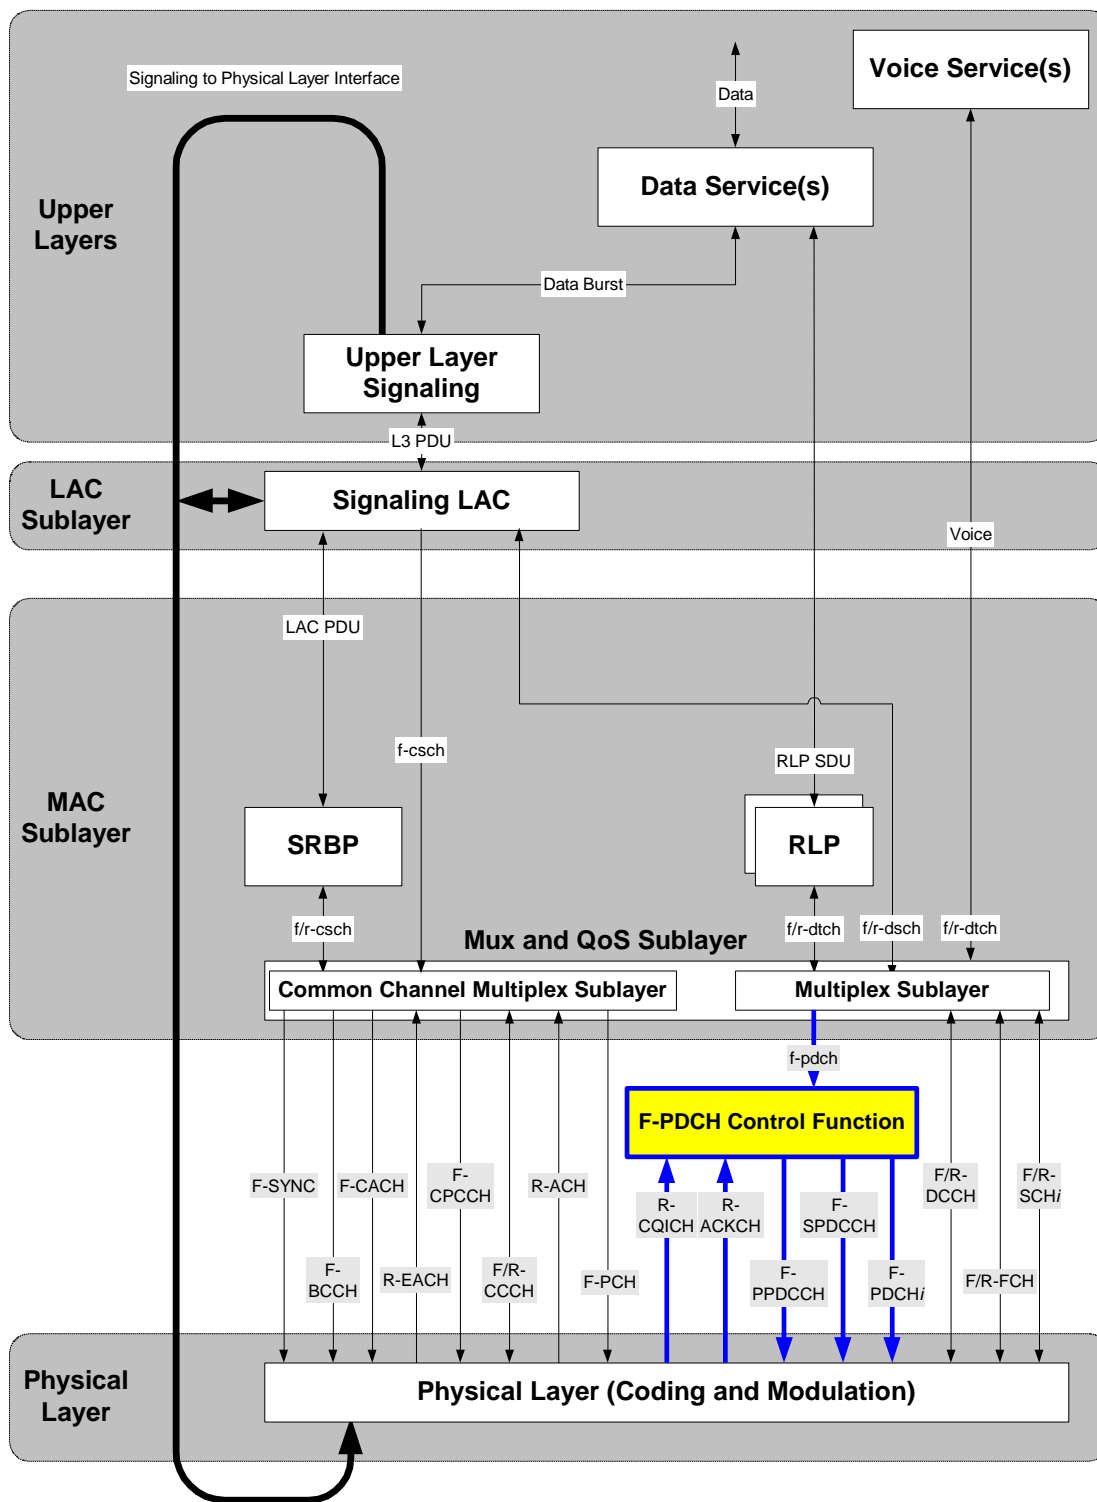 Signaling to Physical Layer Interface
Voice Service(s)
Data
Data Service(s)
Upper
Layers
Data Burst
Upper Layer
Signaling
L3 PDU
LAC
Sublayer
Signaling LAC
Voice
LAC PDU
f-csch
RLP SDU
MAC
Sublayer
SRBP
RLP
f/r-csch
f/r-dtch
f/r-dsch
f/r-dtch
Mux and QoS Sublayer
Common Channel Multiplex Sublayer
Multiplex Sublayer
f-pdch
F-PDCH Control Function
F-SYNC
F-CACH
F-
CPCCH
R-ACH
R-
CQICH
R-
ACKCH
F-
SPDCCH
F/R-
DCCH
F/R-
SCHi
F-
BCCH
R-EACH
F/R-
CCCH
F-PCH
F-
PPDCCH
F-
PDCHi
F/R-FCH
Physical
Layer
Physical Layer (Coding and Modulation)